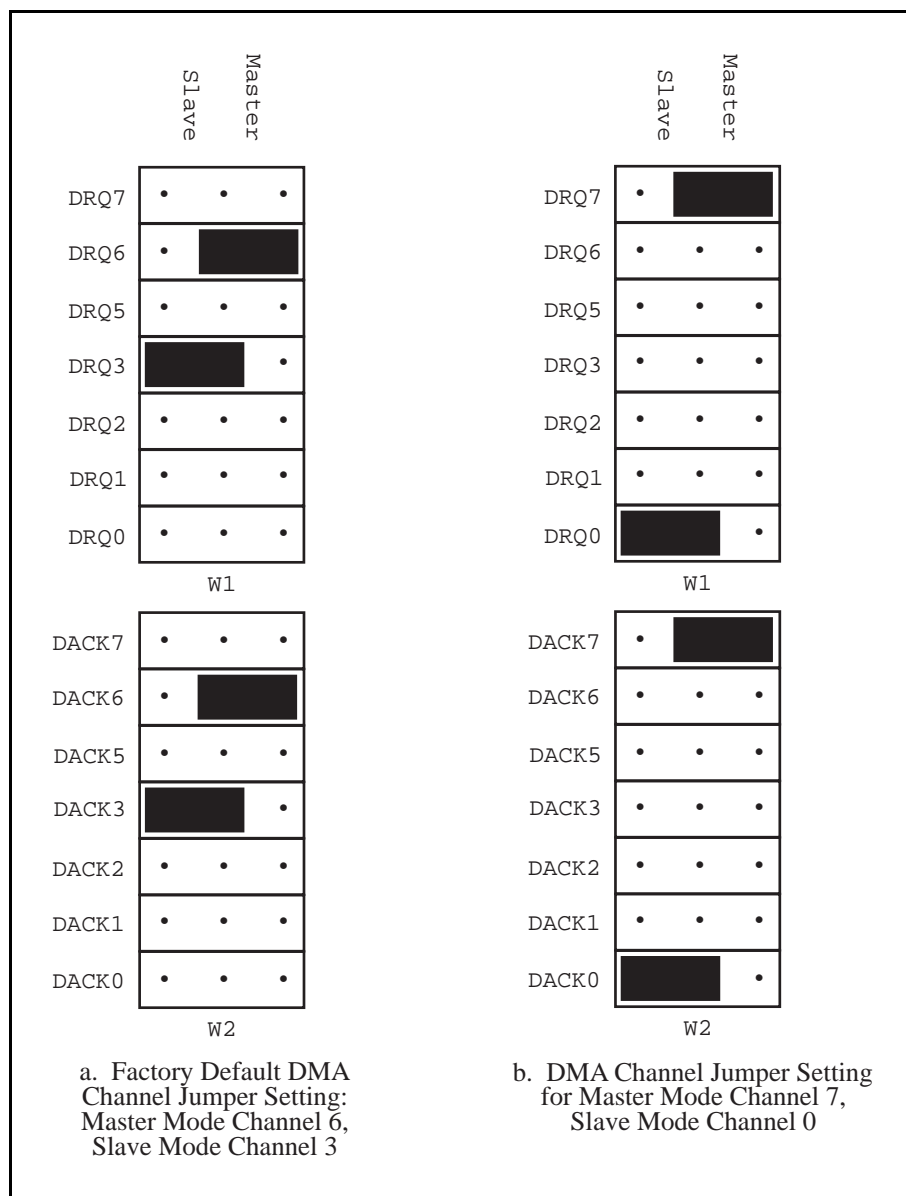 Slave
Master
DRQ7
DRQ6
DRQ5
DRQ3
DRQ2
DRQ1
DRQ0
W1
DACK7
DACK6
DACK5
DACK3
DACK2
DACK1
DACK0
W2
a. Factory Default DMA
Channel Jumper Setting:
Master Mode Channel 6,
Slave Mode Channel 3
Slave
Master
DRQ7
DRQ6
DRQ5
DRQ3
DRQ2
DRQ1
DRQ0
W1
DACK7
DACK6
DACK5
DACK3
DACK2
DACK1
DACK0
W2
b. DMA Channel Jumper Setting
for Master Mode Channel 7,
Slave Mode Channel 0